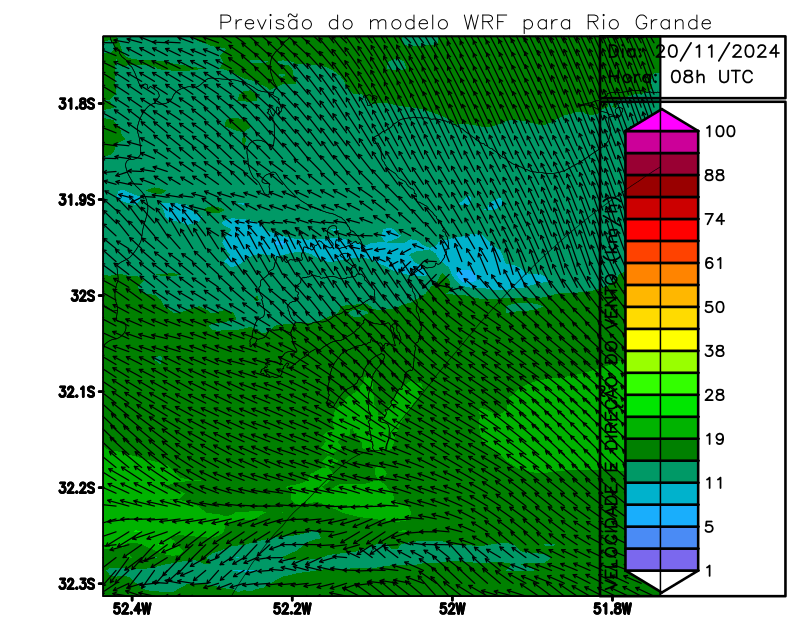 Previsão do modelo WRF para Rio Grande
Dia: 20/11/2024
Hora: 08h UTC
31.8S
31.9S
32S
32.1S
32.2S
32.3S
52.4W
52.2W
52W
51.8W
VELOCIDADE E DIREÇÃO DO VENTO (km/h)
100
88
74
61
50
38
28
19
11
5
1